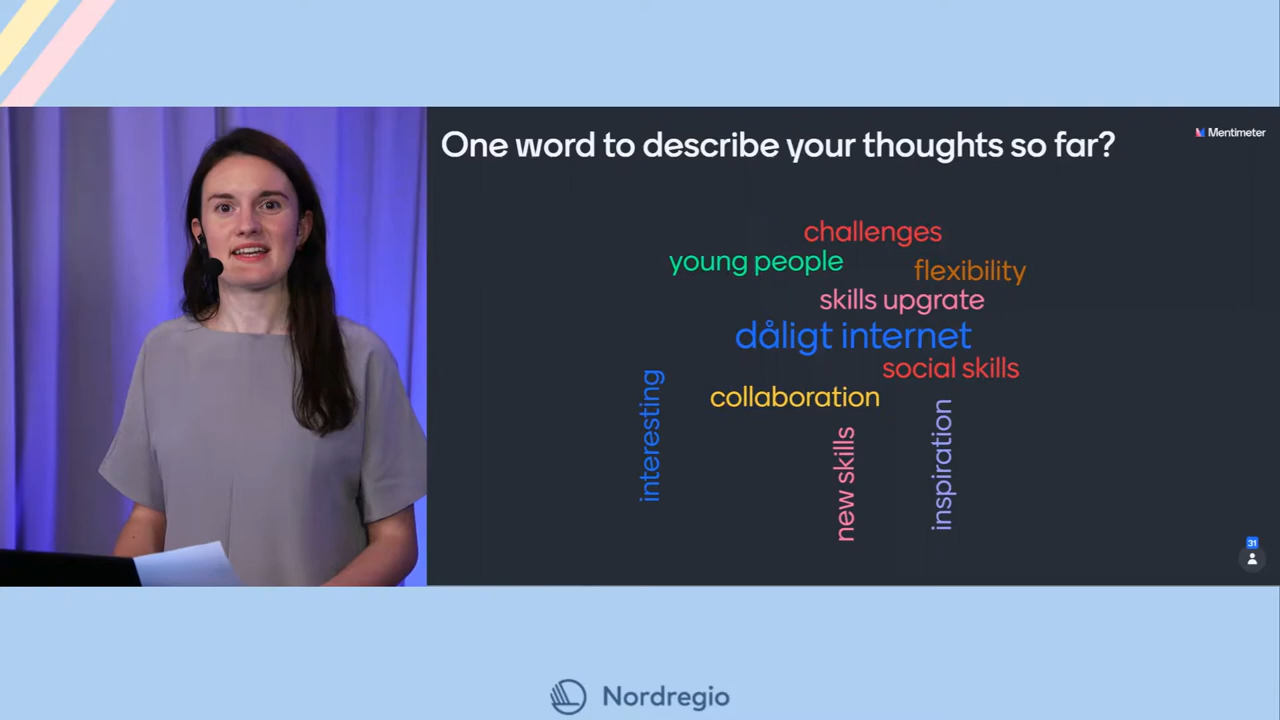 One word to describe your thoughts so far?
Mentimeter
challenges
young people
flexibility
skills upgrate
dåligt internet
social skills
interesting
collaboration
new skills
inspiration
31
Nordregio